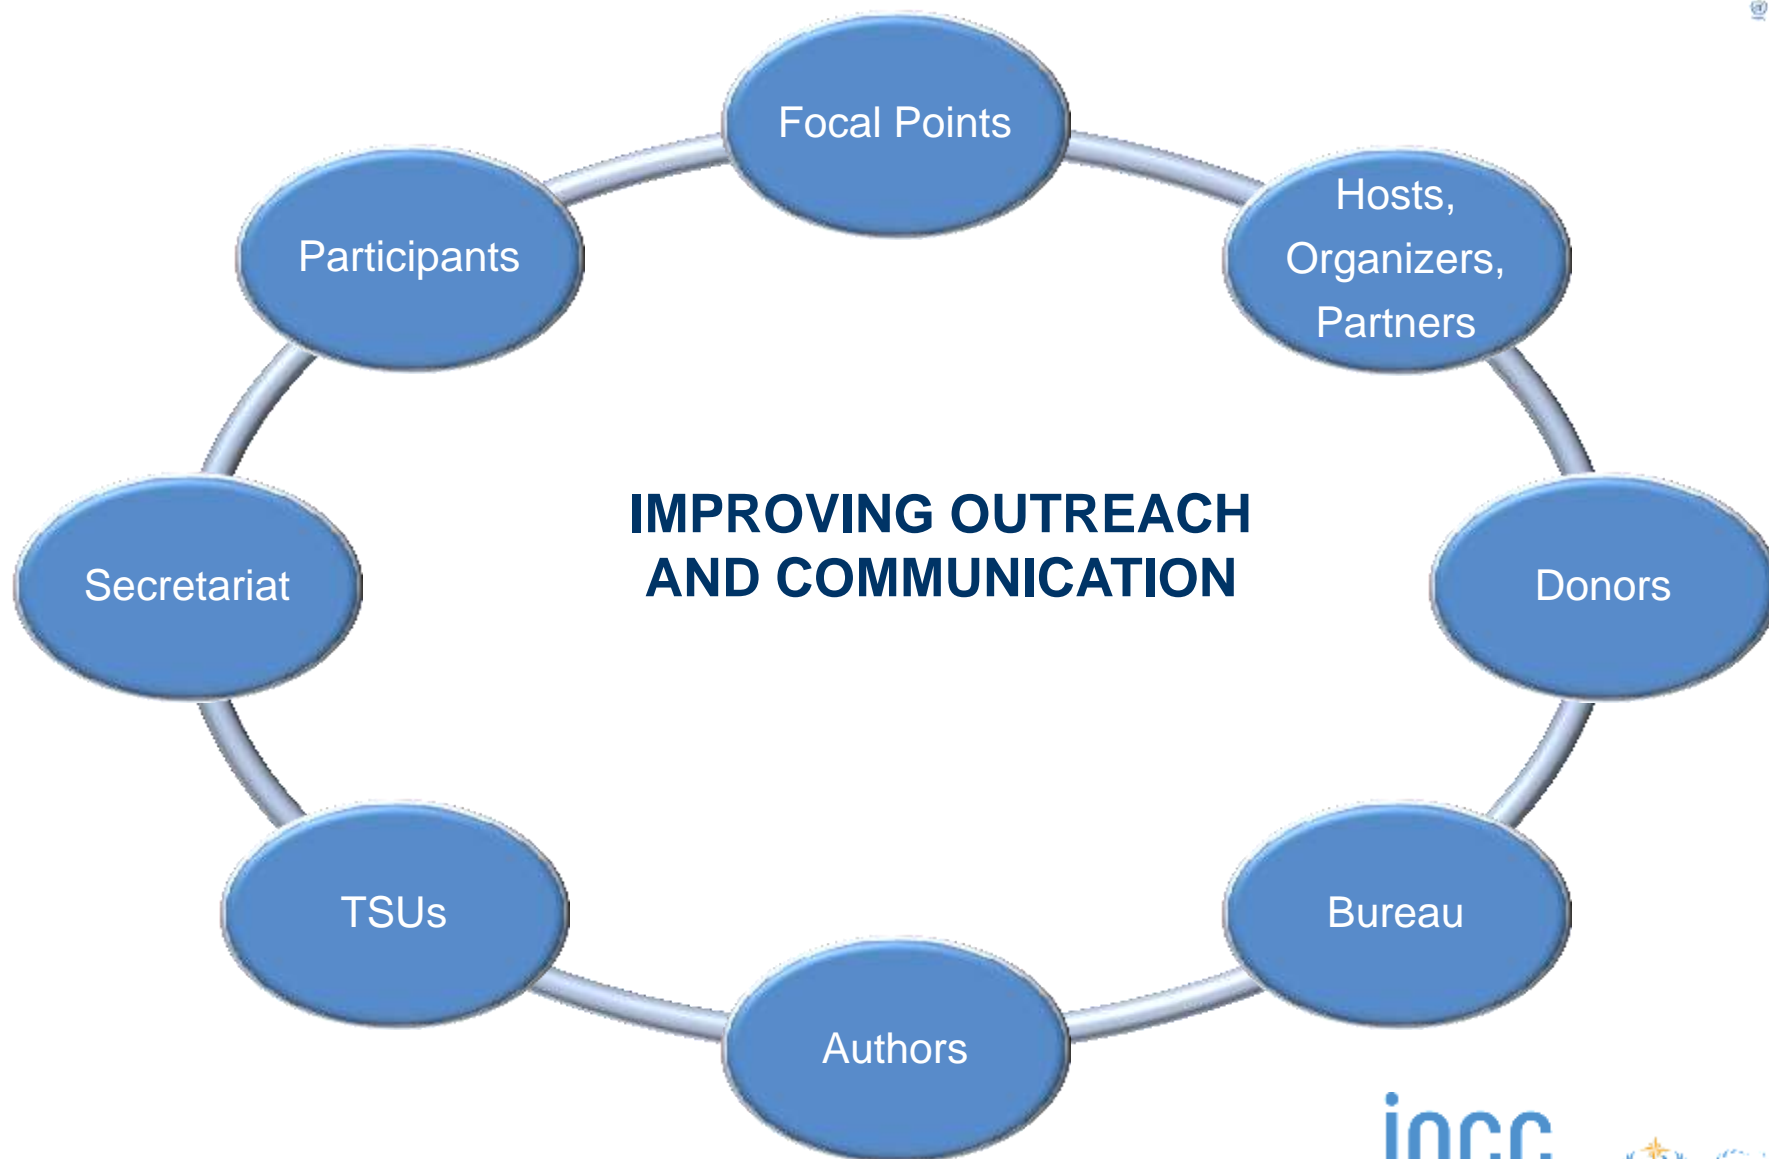 Focal Points
Hosts,
Organizers,
Partners
Participants
IMPROVING OUTREACH
AND COMMUNICATION
Secretariat
Donors
TSUs
Bureau
Authors
ipcc